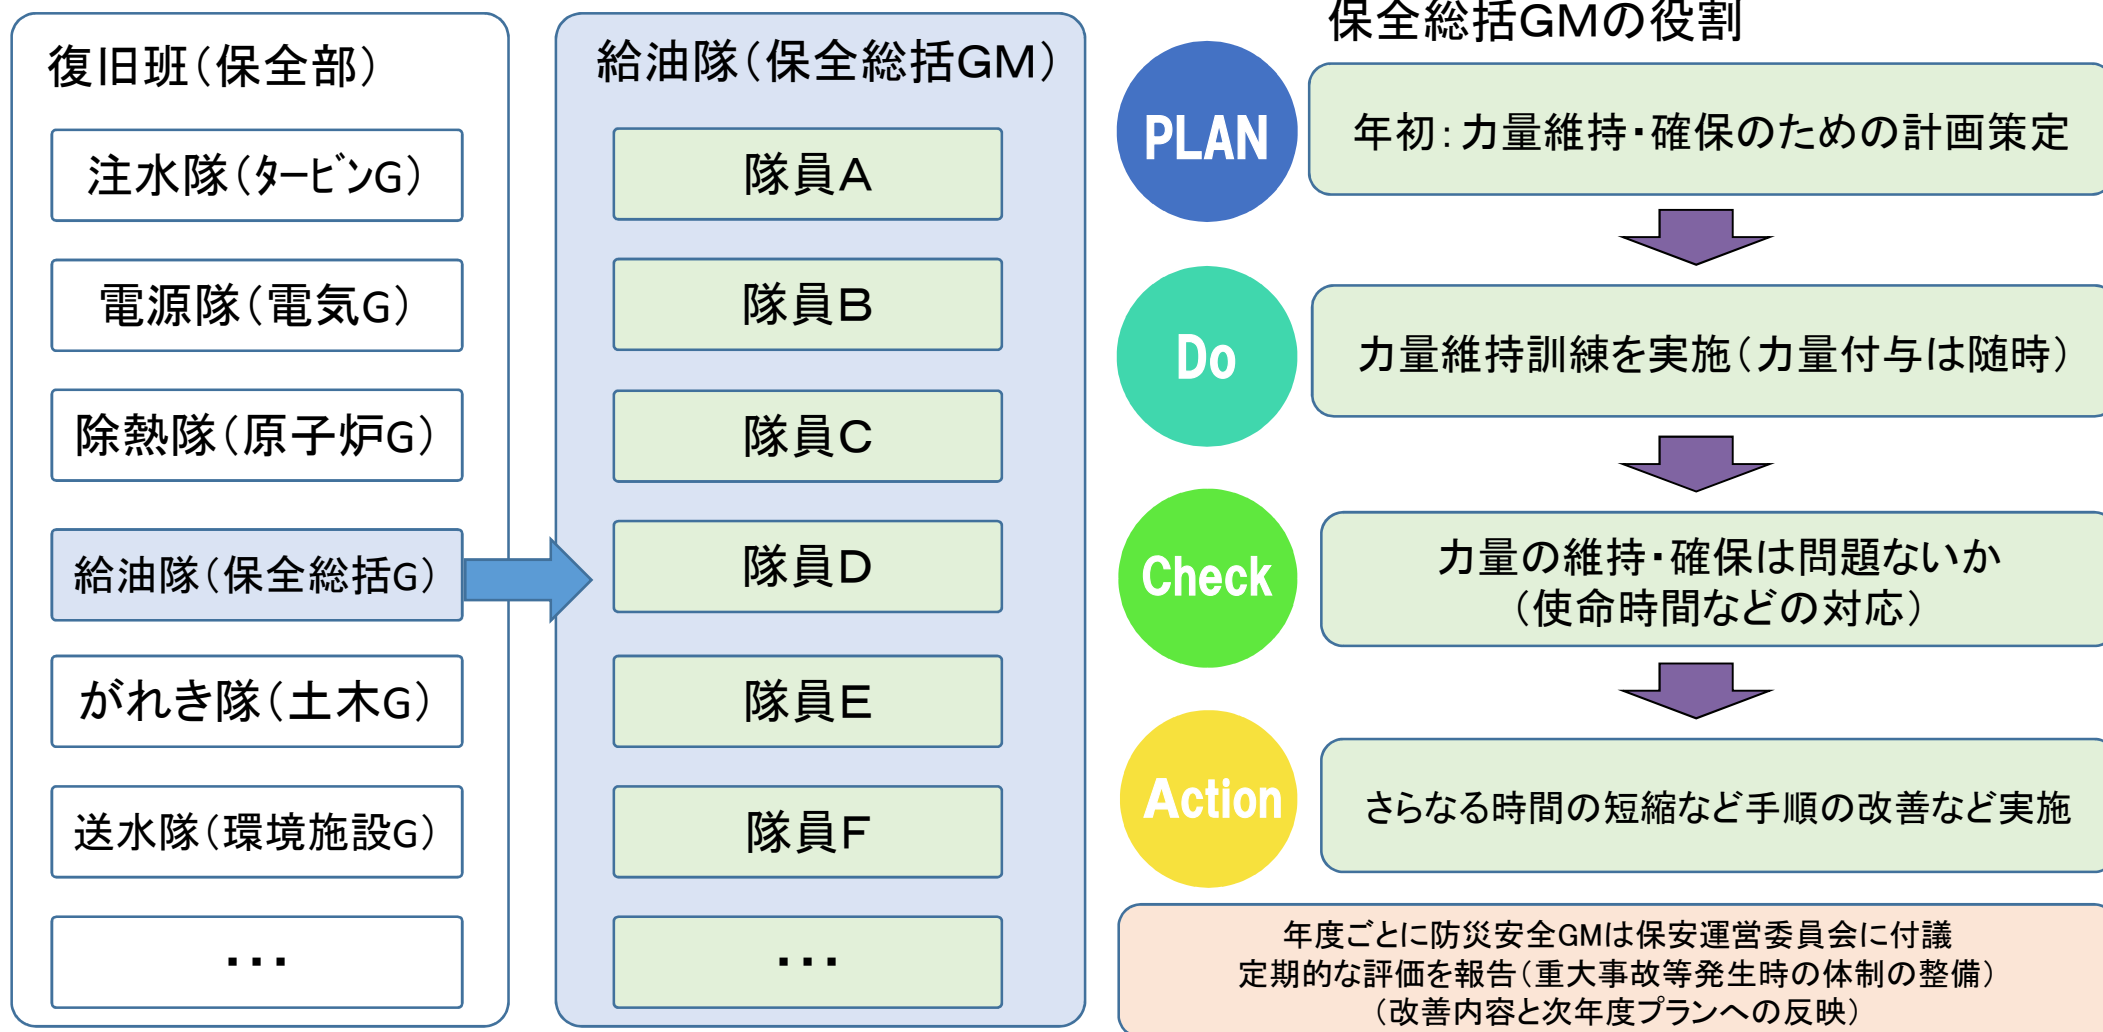 復旧班（保全部）
注水隊（ﾀｰﾋﾞﾝG）
電源隊（電気G）
除熱隊（原子炉G）
給油隊（保全総括G）
がれき隊（土木G）
送水隊（環境施設G）
・・・
給油隊（保全総括GM）
隊員A
隊員B
隊員C
隊員D
隊員E
隊員F
・・・
保全総括GMの役割
PLAN
年初：力量維持・確保のための計画策定
Do
力量維持訓練を実施（力量付与は随時）
Check
力量の維持・確保は問題ないか
（使命時間などの対応）
Action
さらなる時間の短縮など手順の改善など実施
年度ごとに防災安全GMは保安運営委員会に付議
定期的な評価を報告（重大事故等発生時の体制の整備）
（改善内容と次年度プランへの反映）